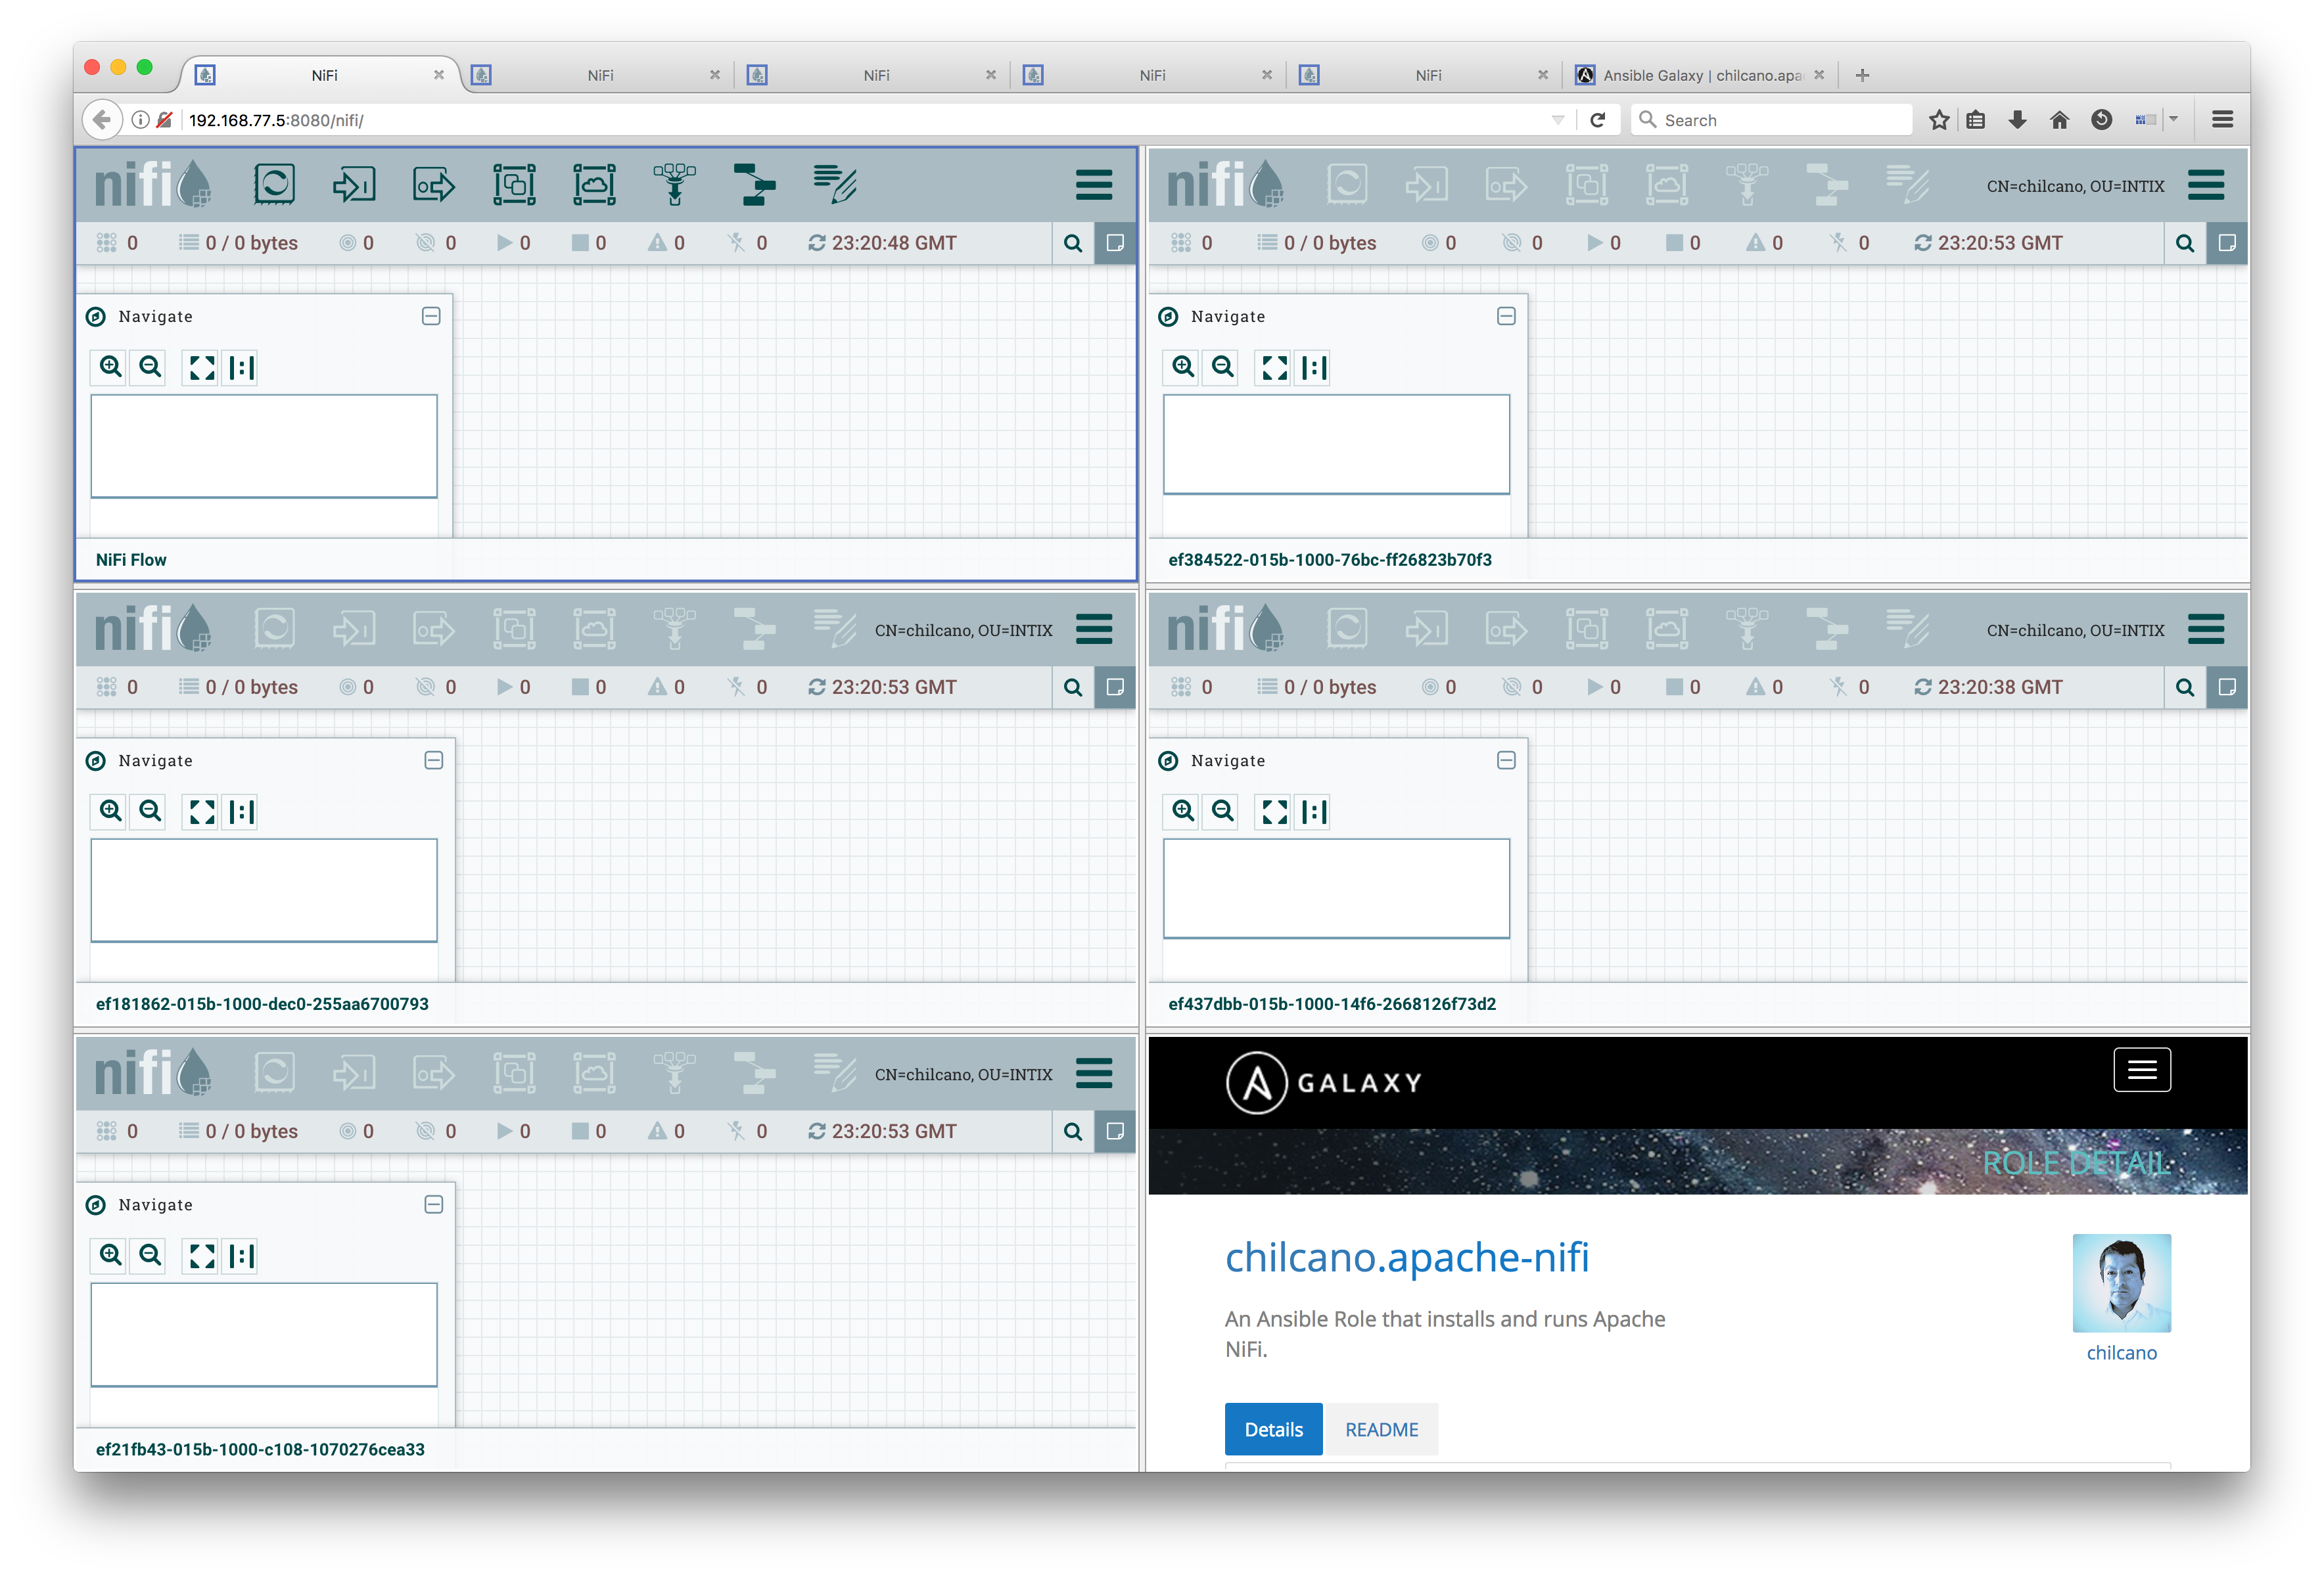 NiFi
NiFi
NiFi
NiFi
NiFi
Ansible Galaxy | chilcano.apa
192.168.77.5:8080/nifi/
Search
nifi
0 0 / 0 bytes 0 0 0 0 0 0 23:20:48 GMT
Navigate
NiFi Flow
nifi
CN=chilcano, OU=INTIX
0 0 / 0 bytes 0 0 0 0 0 0 23:20:53 GMT
Navigate
ef384522-015b-1000-76bc-ff26823b70f3
nifi
CN=chilcano, OU=INTIX
0 0 / 0 bytes 0 0 0 0 0 0 23:20:53 GMT
Navigate
ef181862-015b-1000-dec0-255aa6700793
nifi
CN=chilcano, OU=INTIX
0 0 / 0 bytes 0 0 0 0 0 0 23:20:38 GMT
Navigate
ef437dbb-015b-1000-14f6-2668126f73d2
nifi
CN=chilcano, OU=INTIX
0 0 / 0 bytes 0 0 0 0 0 0 23:20:53 GMT
Navigate
ef21fb43-015b-1000-c108-1070276cea33
A GALAXY
ROLE DETAIL
chilcano.apache-nifi
An Ansible Role that installs and runs Apache
NiFi.
chilcano
Details
README